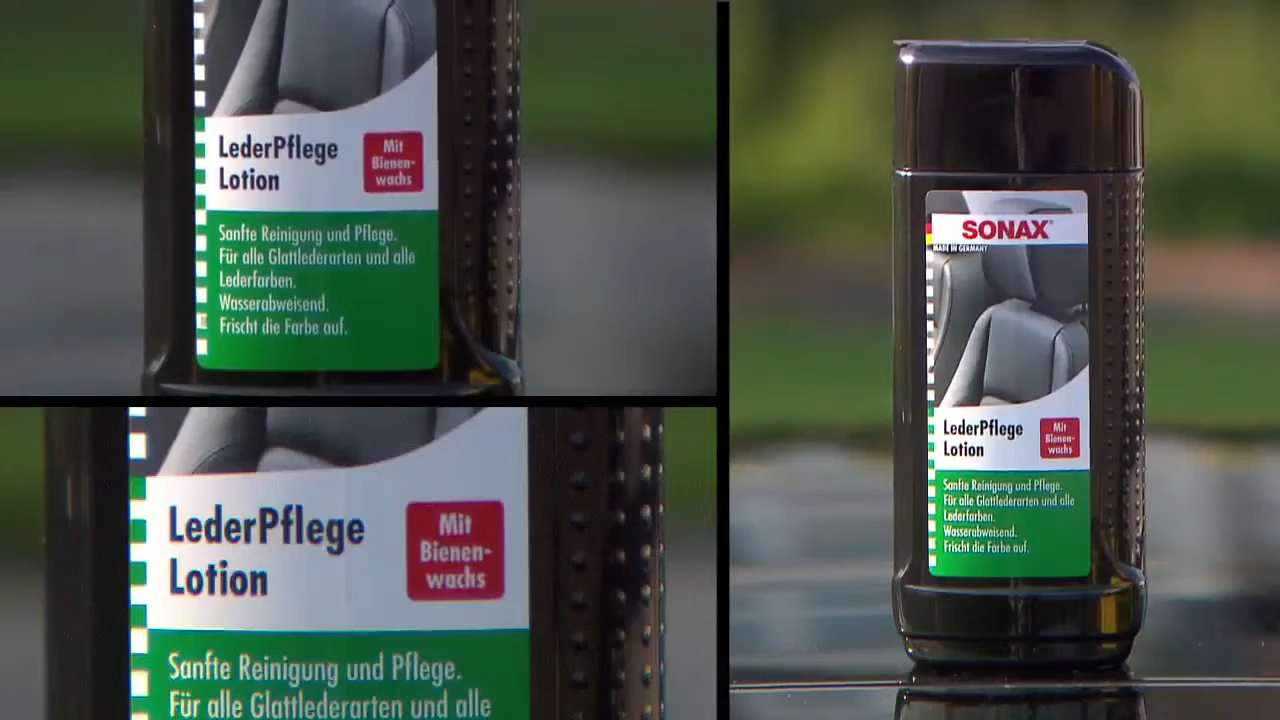 LederPflege
Lotion
Mit
Bienen-
wachs
Sanfte Reinigung und Pflege.
Für alle Glattlederarten und alle
Lederfarben.
Wasserabweisend.
Frischt die Farbe auf.
LederPflege
Lotion
Mit
Bienen-
wachs
Sanfte Reinigung und Pflege.
Für alle Glattlederarten und alle
SONAX
MADE IN GERMANY
LederPflege
Lotion
Mit
Bienen-
wachs
Sanfte Reinigung und Pflege.
Für alle Glattlederarten und alle
Lederfarben.
Wasserabweisend.
Frischt die Farbe auf.